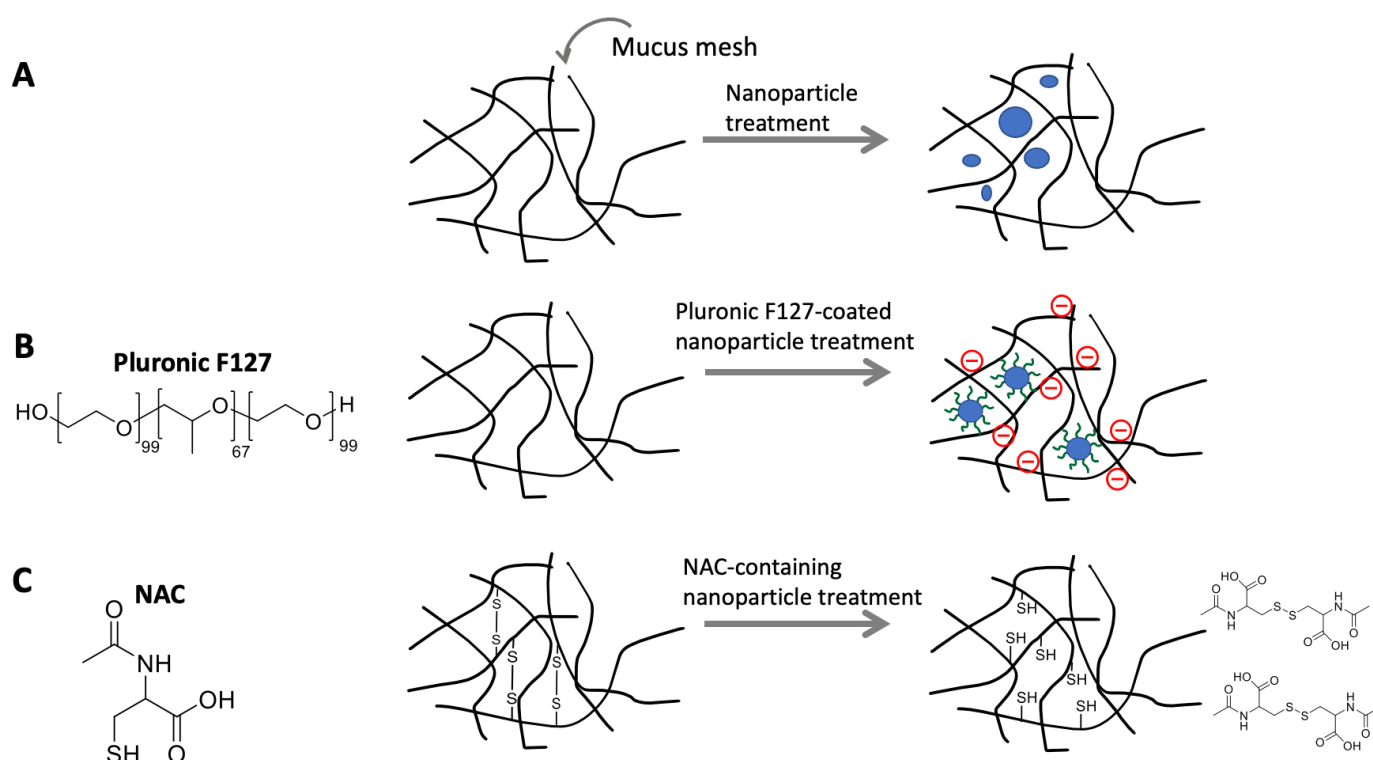 A
Mucus mesh
Nanoparticle
treatment
B
Pluronic F127
HO
O
99
O
67
O
H
99
Pluronic F127-coated
nanoparticle treatment
−
−
−
−
−
−
−
−
C
NAC
O
NH
OH
SH
O
S
S
S
S
S
S
NAC-containing
nanoparticle treatment
SH
SH
SH
SH
SH
SH
HO
O
O
N
H
S
S
H
N
O
O
OH
HO
O
O
N
H
S
S
H
N
O
O
OH